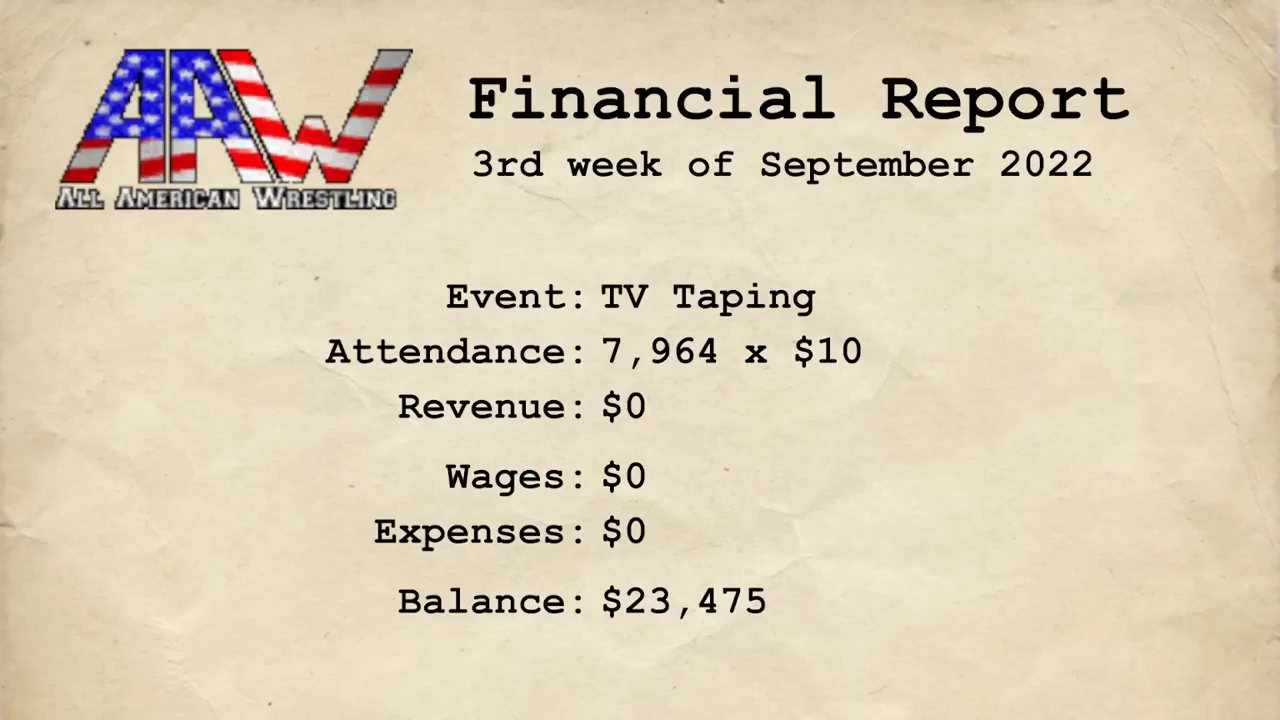 AAW
ALL AMERICAN WRESTLING
Financial Report
3rd week of September 2022
Event: TV Taping
Attendance: 7,964 x $10
Revenue: $0
Wages: $0
Expenses: $0
Balance: $23,475